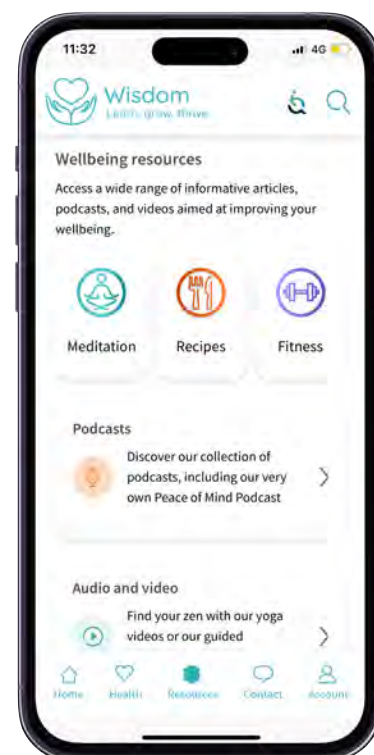 11:32
4G
Wisdom
Learn, grow, thrive
Wellbeing resources
Access a wide range of informative articles,
podcasts, and videos aimed at improving your
wellbeing.
Meditation Recipes Fitness
Podcasts
Discover our collection of
podcasts, including our very
own Peace of Mind Podcast
Audio and video
Find your zen with our yoga
videos or our guided
Home Health Resources Contact Account